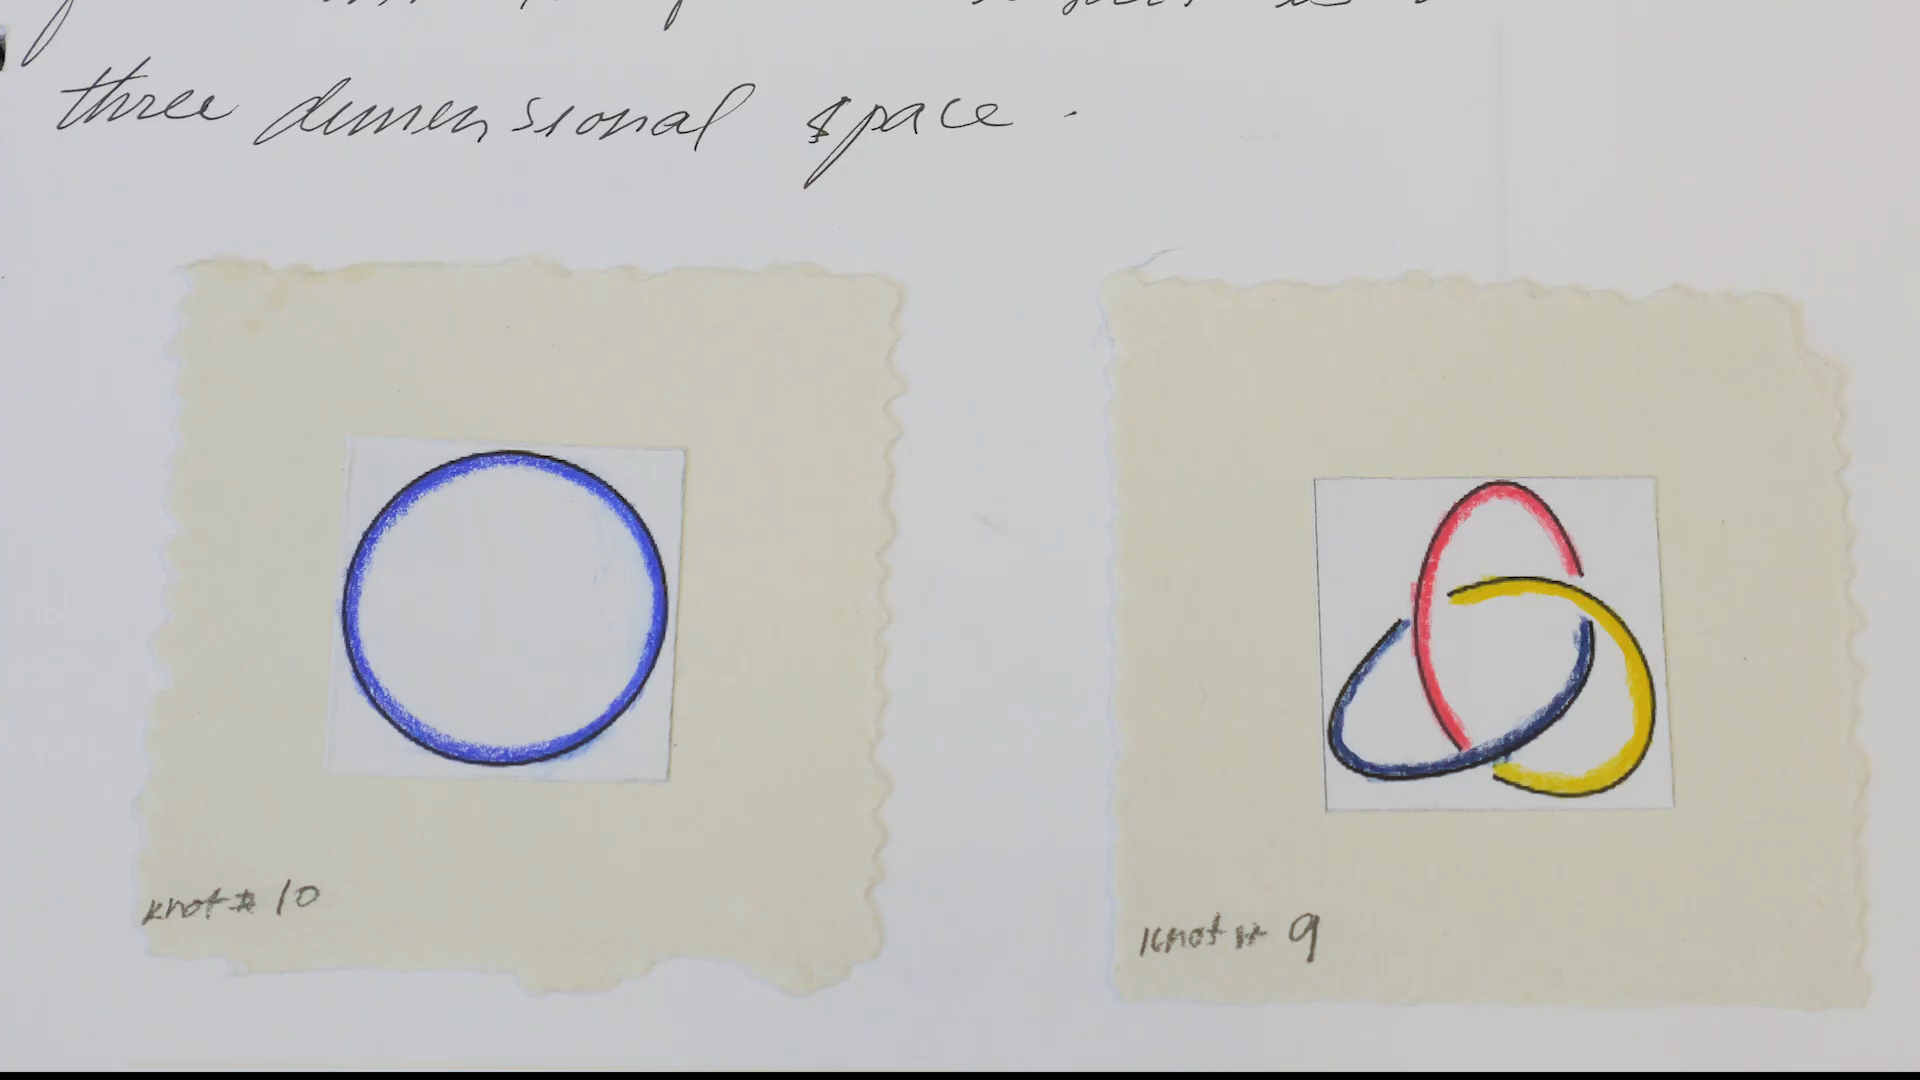 three dimensional space.
Knot # 10
Knot # 9